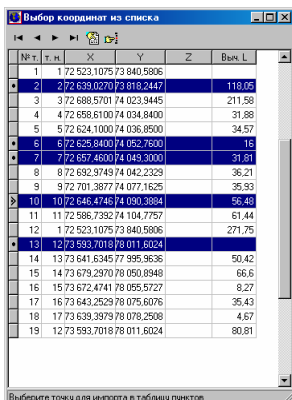 Выбор координат из списка
№ т. т. н. X Y Z Выч. L
1 1 72 523,1075 73 840,5806
2 2 72 639,0270 73 818,2447 118,05
3 3 72 688,5701 74 023,9445 211,58
4 4 72 658,6100 74 034,8400 31,88
5 5 72 624,1000 74 036,8500 34,57
6 6 72 625,8400 74 052,7600 16
7 7 72 657,4600 74 049,3000 31,81
8 8 72 692,9749 74 042,2329 36,21
9 9 72 701,3877 74 077,1625 35,93
10 10 72 646,4746 74 090,3884 56,48
11 11 72 586,7392 74 104,7757 61,44
12 1 72 523,1075 73 840,5806 271,75
13 12 73 593,7018 78 011,6024
14 13 73 641,6345 77 995,9636 50,42
15 14 73 679,2970 78 050,8948 66,6
16 15 73 672,4741 78 055,5727 8,27
17 16 73 643,2529 78 075,6076 35,43
18 17 73 639,3979 78 078,2508 4,67
19 12 73 593,7018 78 011,6024 80,81
Выберите точку для импорта в таблицу пунктов